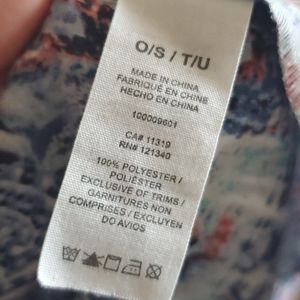 O/S / T/U
MADE IN CHINA
FABRIQUÉ EN CHINE
HECHO EN CHINA
100009601
CA# 11319
RN# 121340
100% POLYESTER /
POLIÉSTER
EXCLUSIVE OF TRIMS /
GARNITURES NON
COMPRISES / EXCLUYEN
DO AVIOS